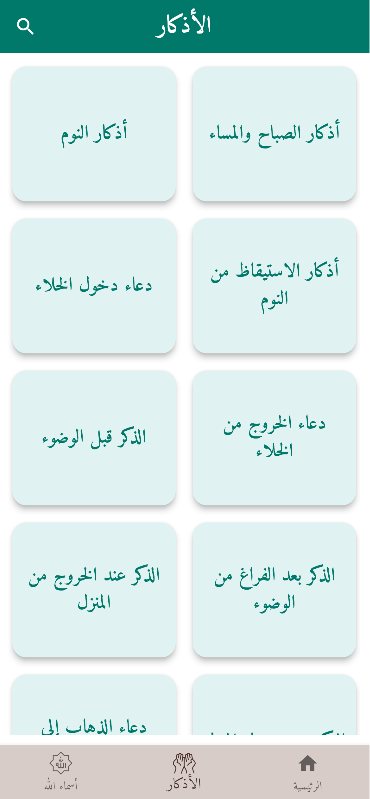 الأذكار
أذكار الصباح والمساء
أذكار النوم
أذكار الاستيقاظ من
النوم
دعاء دخول الخلاء
دعاء الخروج من
الخلاء
الذكر قبل الوضوء
الذكر بعد الفراغ من
الوضوء
الذكر عند الخروج من
المنزل
دعاء الذهاب إلى
الرئيسية
الأذكار
أسماء الله